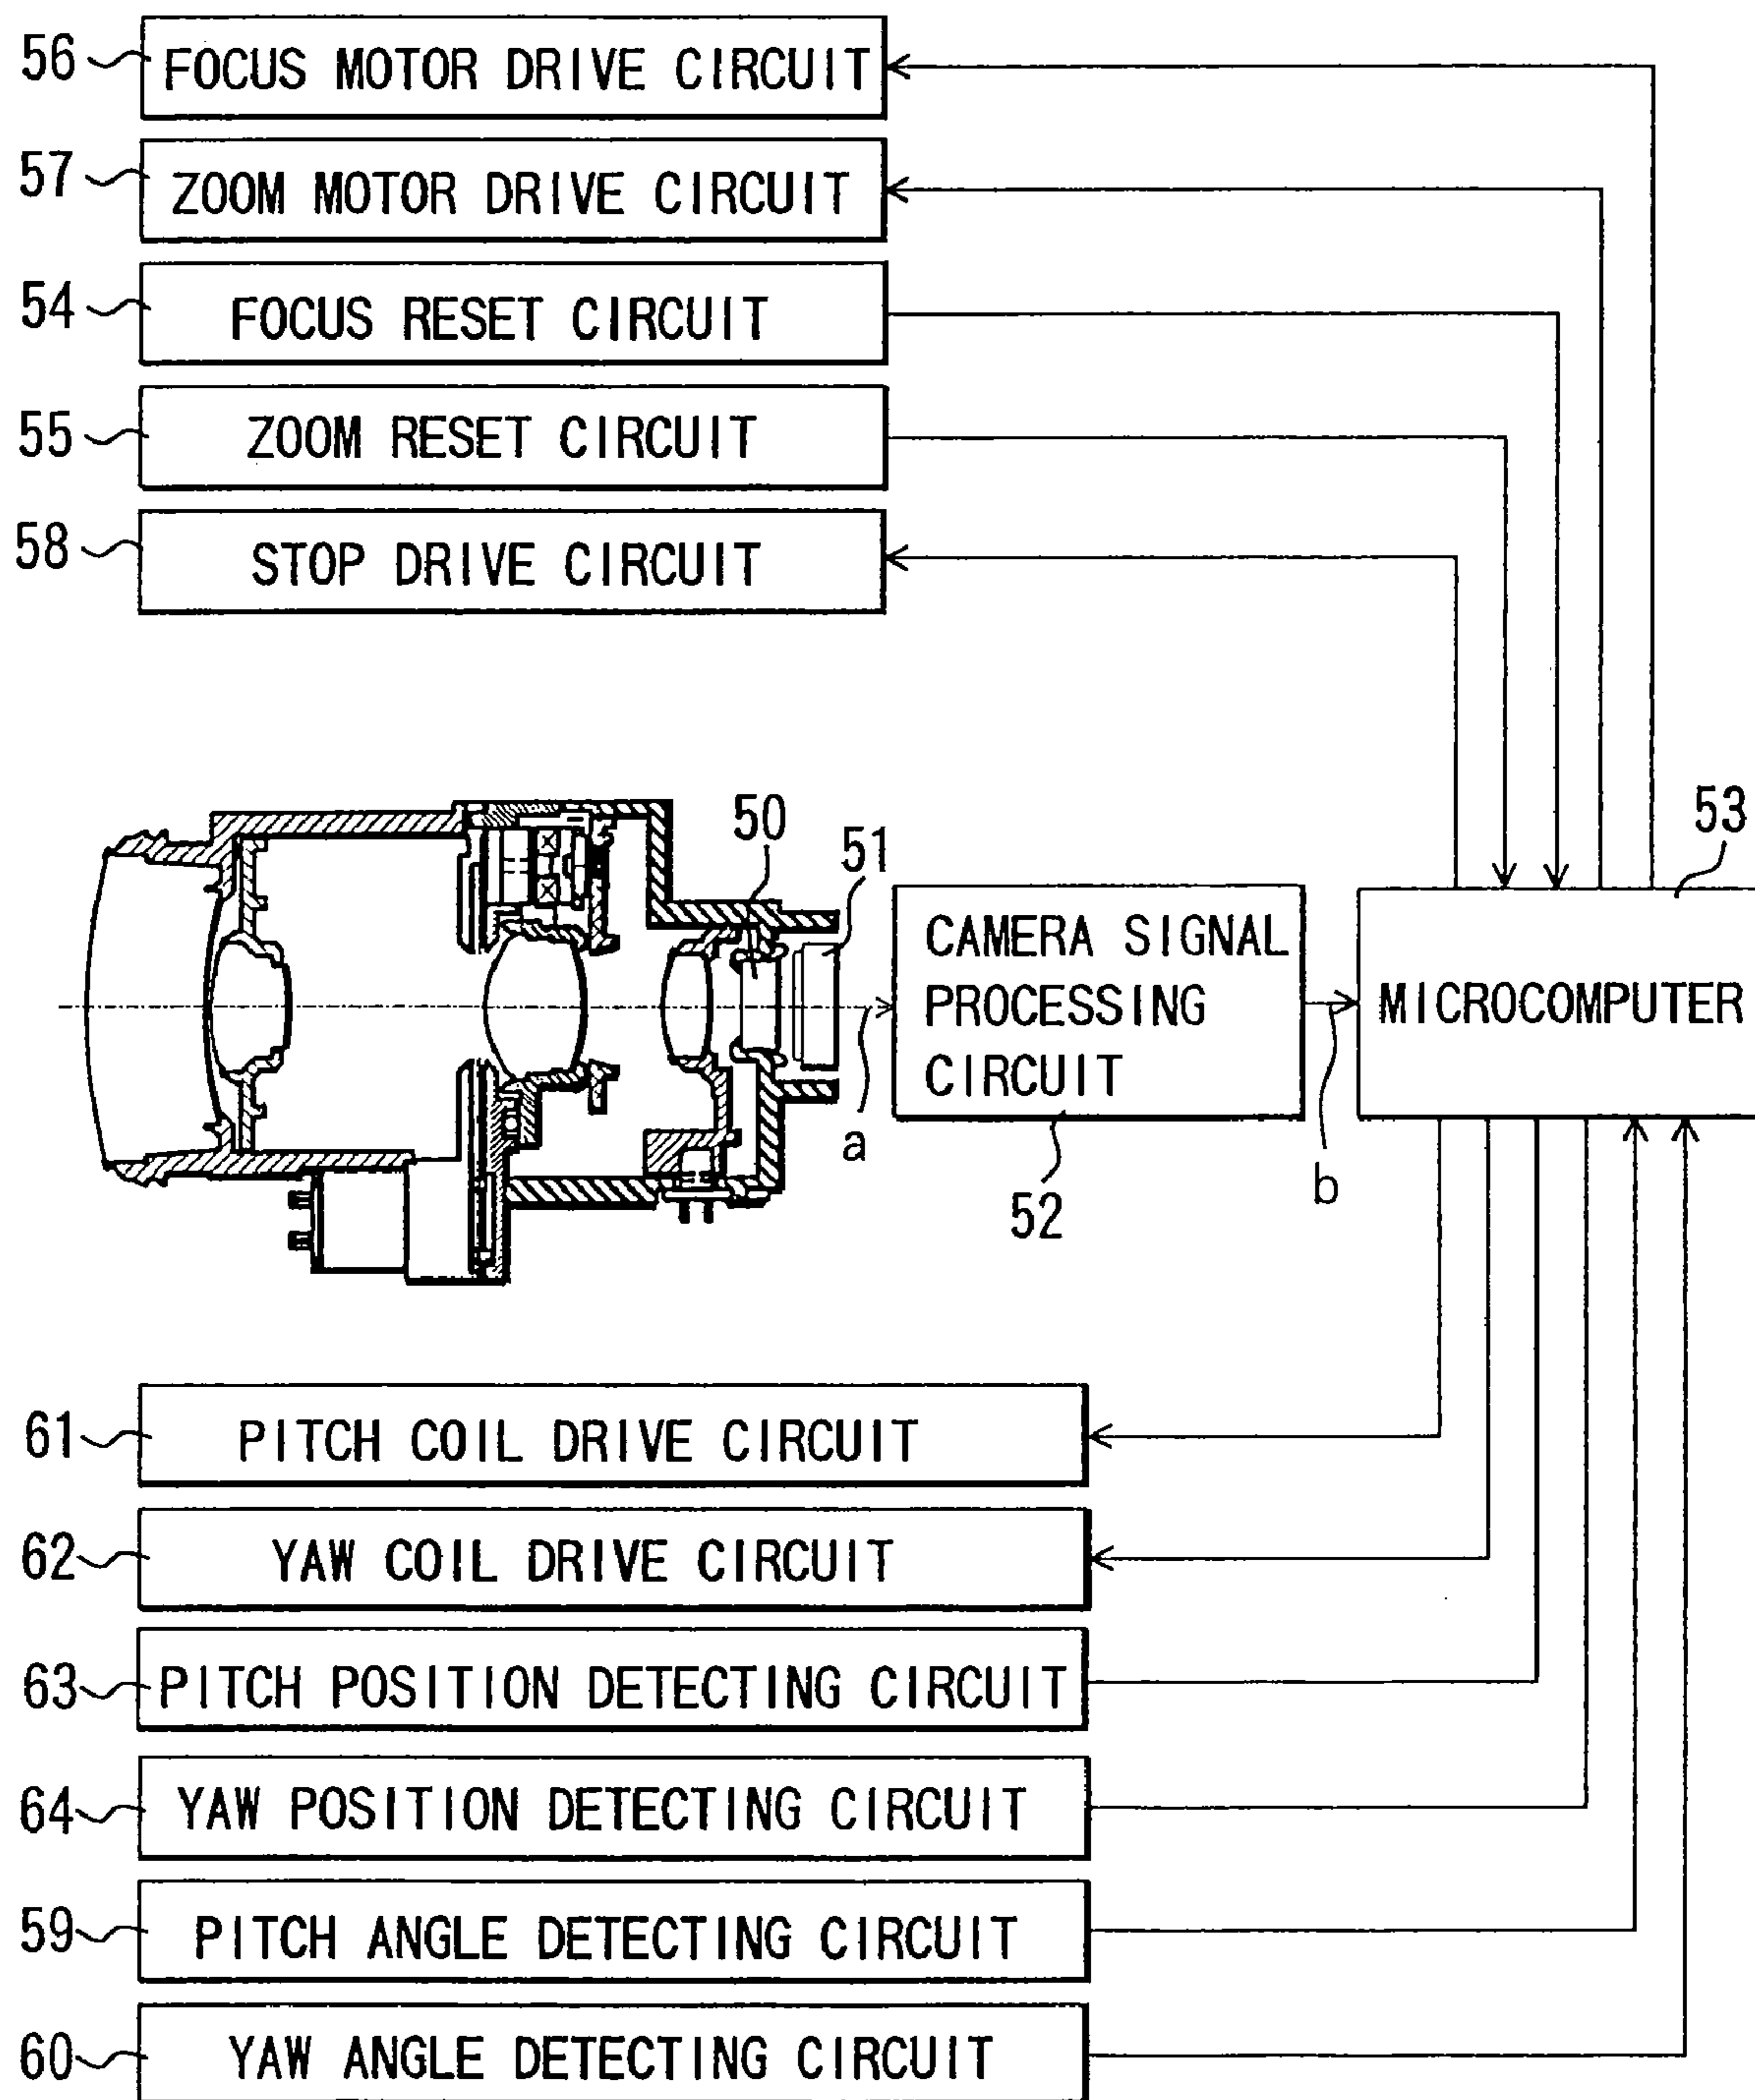 56 FOCUS MOTOR DRIVE CIRCUIT
57 ZOOM MOTOR DRIVE CIRCUIT
54 FOCUS RESET CIRCUIT
55 ZOOM RESET CIRCUIT
58 STOP DRIVE CIRCUIT
50
51
53
CAMERA SIGNAL
PROCESSING
CIRCUIT
MICROCOMPUTER
a
b
52
61 PITCH COIL DRIVE CIRCUIT
62 YAW COIL DRIVE CIRCUIT
63 PITCH POSITION DETECTING CIRCUIT
64 YAW POSITION DETECTING CIRCUIT
59 PITCH ANGLE DETECTING CIRCUIT
60 YAW ANGLE DETECTING CIRCUIT